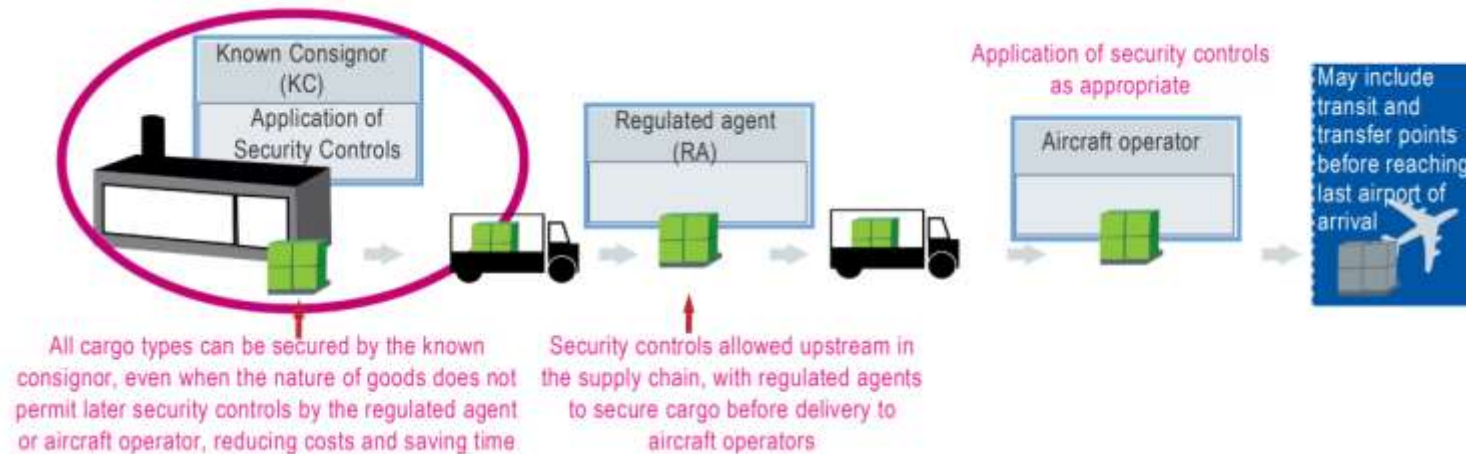 Known Consignor
(KC)
Application of
Security Controls
All cargo types can be secured by the known
consignor, even when the nature of goods does not
permit later security controls by the regulated agent
or aircraft operator, reducing costs and saving time
Regulated agent
(RA)
Security controls allowed upstream in
the supply chain, with regulated agents
to secure cargo before delivery to
aircraft operators
Application of security controls
as appropriate
Aircraft operator
May include
transit and
transfer points
before reaching
last airport of
arrival